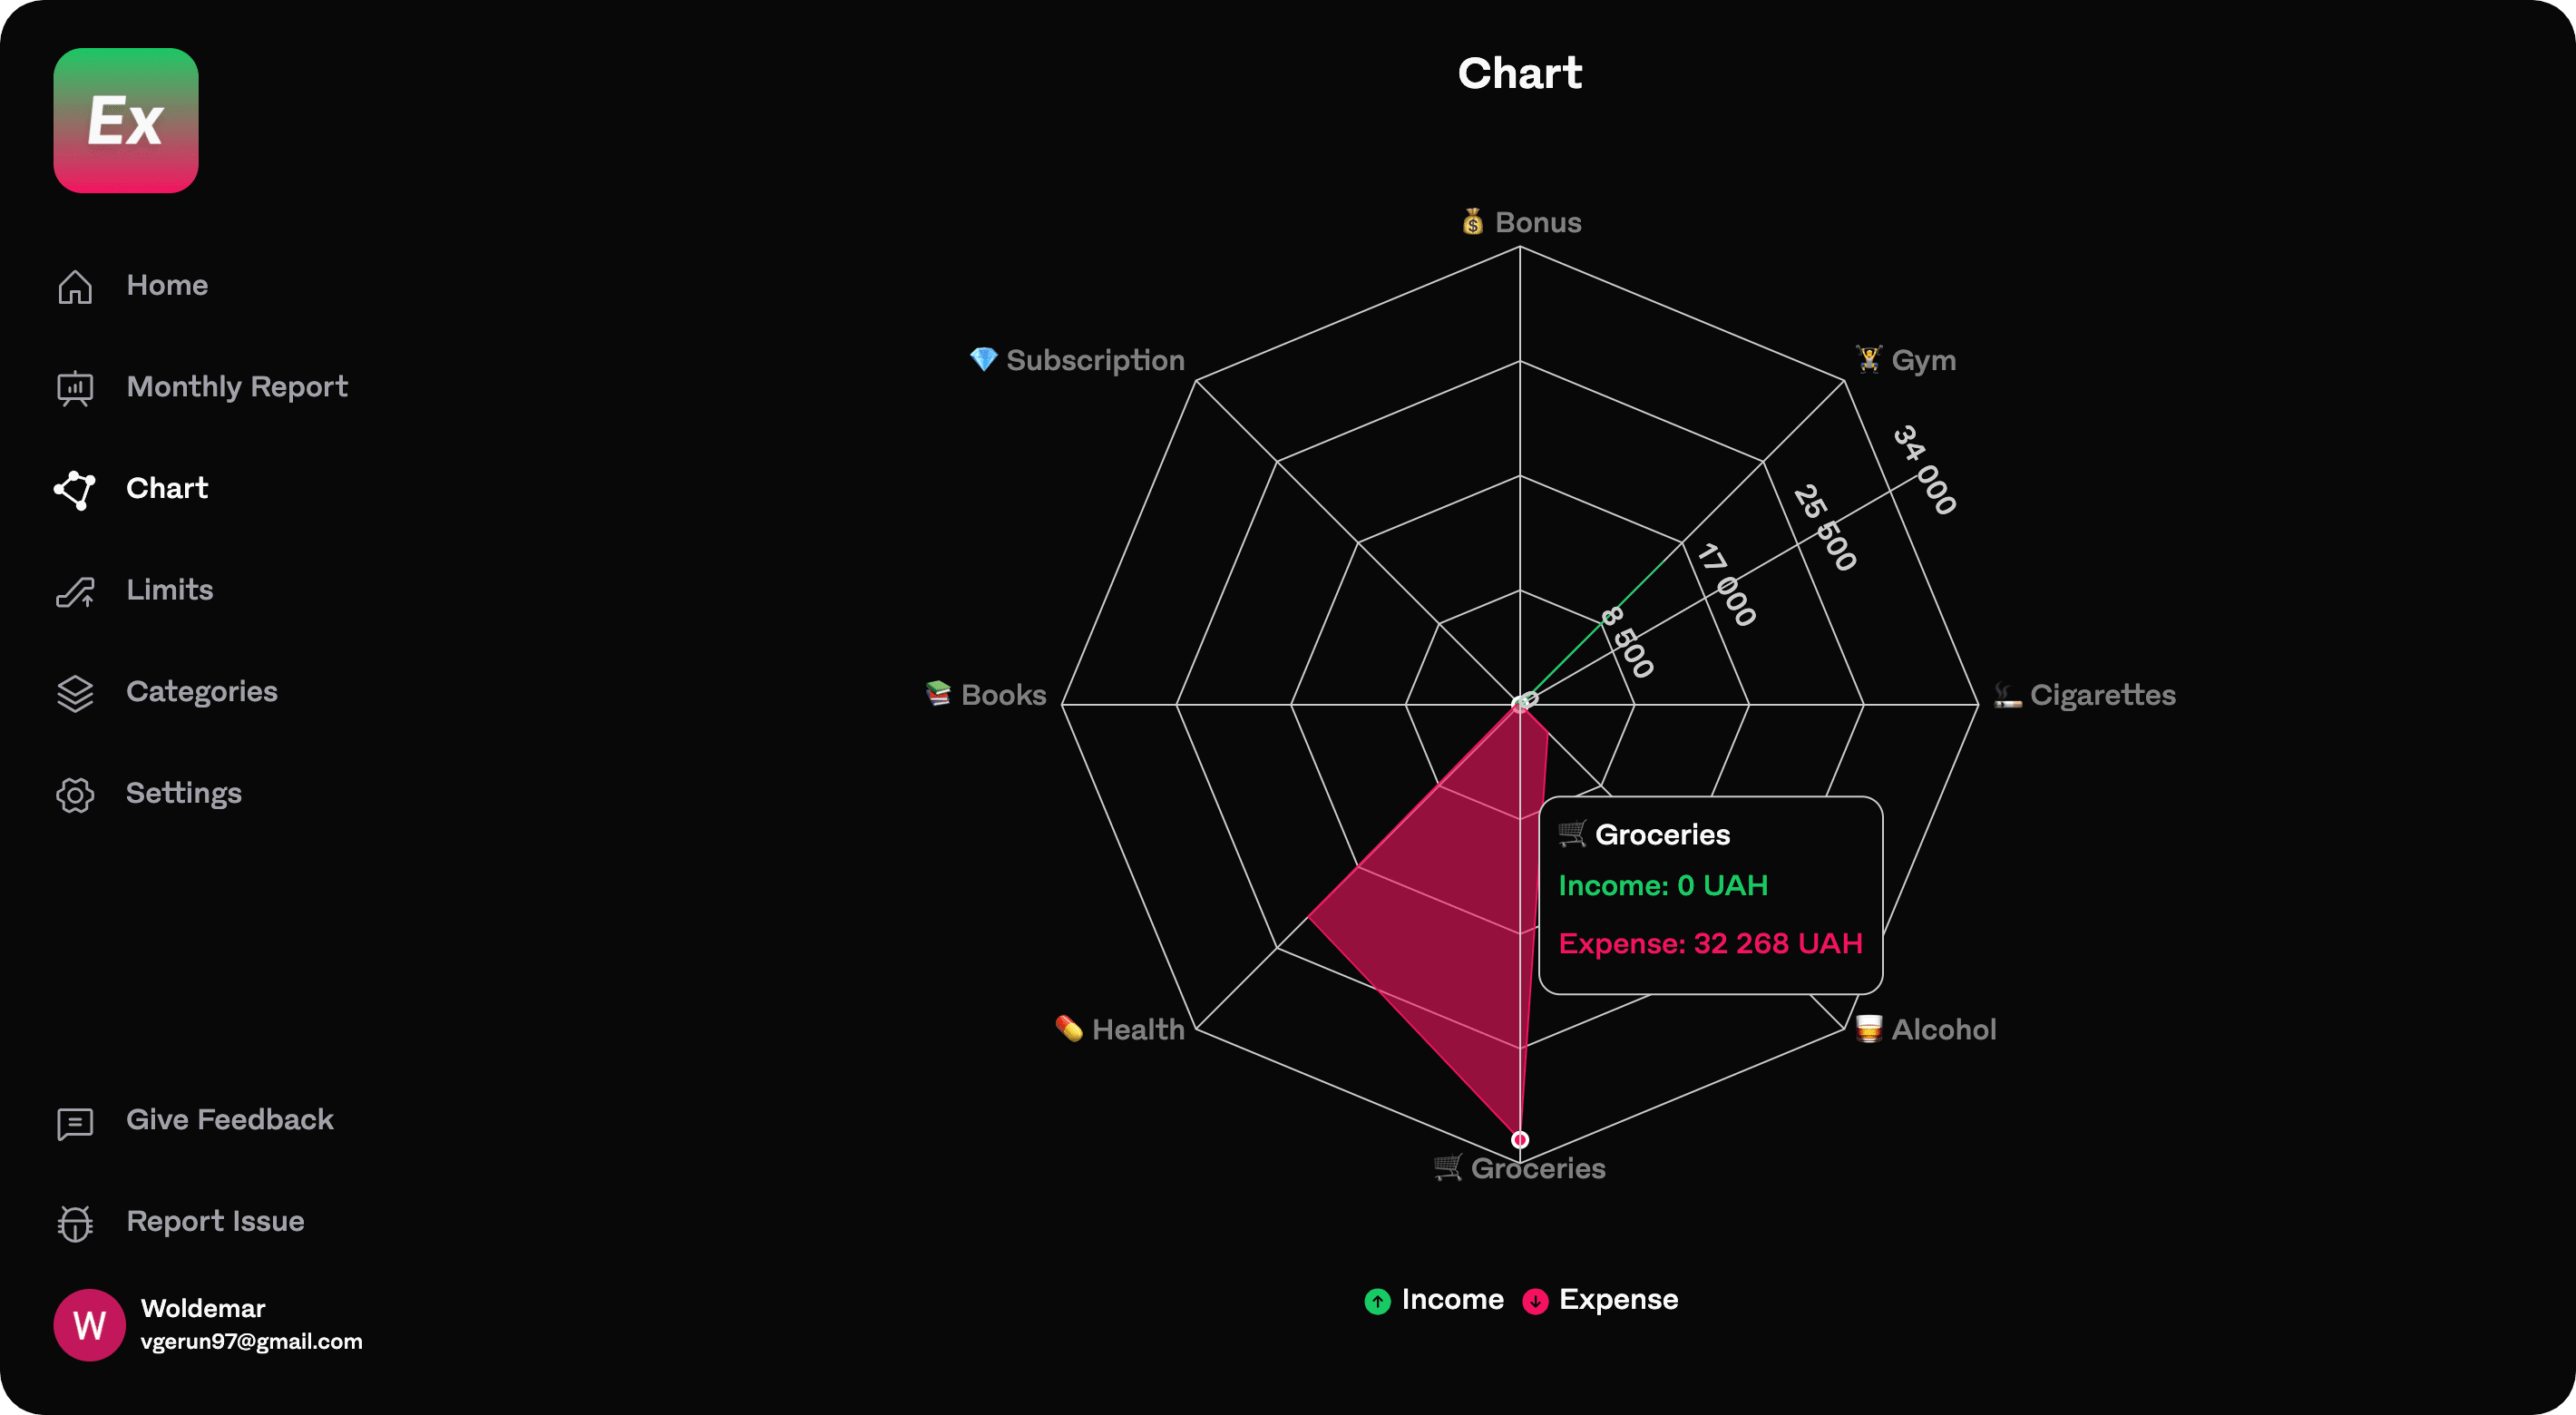 Ex
Home
Monthly Report
Chart
Limits
Categories
Settings
Give Feedback
Report Issue
W
Woldemar
vgerun97@gmail.com
Chart
Bonus
Subscription
Gym
34 000
25 500
17 000
8 500
0
Books
Cigarettes
Groceries
Income: 0 UAH
Expense: 32 268 UAH
Health
Alcohol
Groceries
Income
Expense